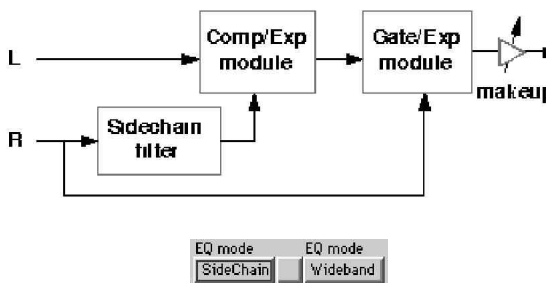 L
Comp/Exp
module
Gate/Exp
module
makeup
R
Sidechain
filter
EQ mode
EQ mode
SideChain
Wideband